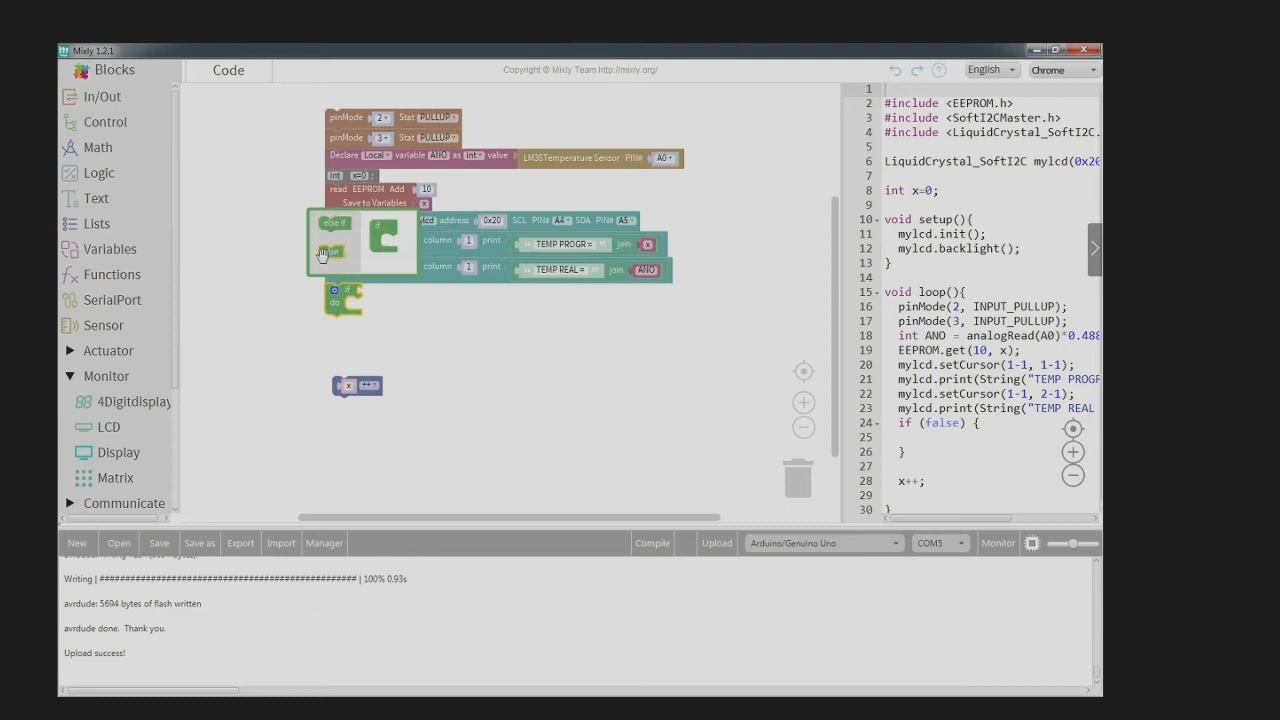 Mixly 1.2.1
Blocks
Code
Copyright © Mixly Team http://mixly.org/
English
Chrome
In/Out
Control
Math
Logic
Text
Lists
Variables
Functions
SerialPort
Sensor
Actuator
Monitor
4Digitdisplay
LCD
Display
Matrix
Communicate
pinMode 2 Stat PULLUP
pinMode 3 Stat PULLUP
Declare Local variable ANO as int value LM35Temperature Sensor PIN# A0
int x=0 ;
read EEPROM Add 10
Save to Variables x
address 0x20 SCL PIN# A4 SDA PIN# A5
column 1 print “ TEMP PROGR = ” join x
column 1 print “ TEMP REAL = ” join ANO
else if
if
else
if
do
x ++
1
2 #include <EEPROM.h>
3 #include <SoftI2CMaster.h>
4 #include <LiquidCrystal_SoftI2C.
5
6 LiquidCrystal_SoftI2C mylcd(0x20
7
8 int x=0;
9
10 void setup(){
11 mylcd.init();
12 mylcd.backlight();
13 }
14
15 void loop(){
16 pinMode(2, INPUT_PULLUP);
17 pinMode(3, INPUT_PULLUP);
18 int ANO = analogRead(A0)*0.488
19 EEPROM.get(10, x);
20 mylcd.setCursor(1-1, 1-1);
21 mylcd.print(String("TEMP PROGR
22 mylcd.setCursor(1-1, 2-1);
23 mylcd.print(String("TEMP REAL
24 if (false) {
25
26 }
27
28 x++;
29
30 }
New Open Save Save as Export Import Manager Compile Upload Arduino/Genuino Uno COM5 Monitor
Writing | ################################################## | 100% 0.93s
avrdude: 5694 bytes of flash written
avrdude done. Thank you.
Upload success!